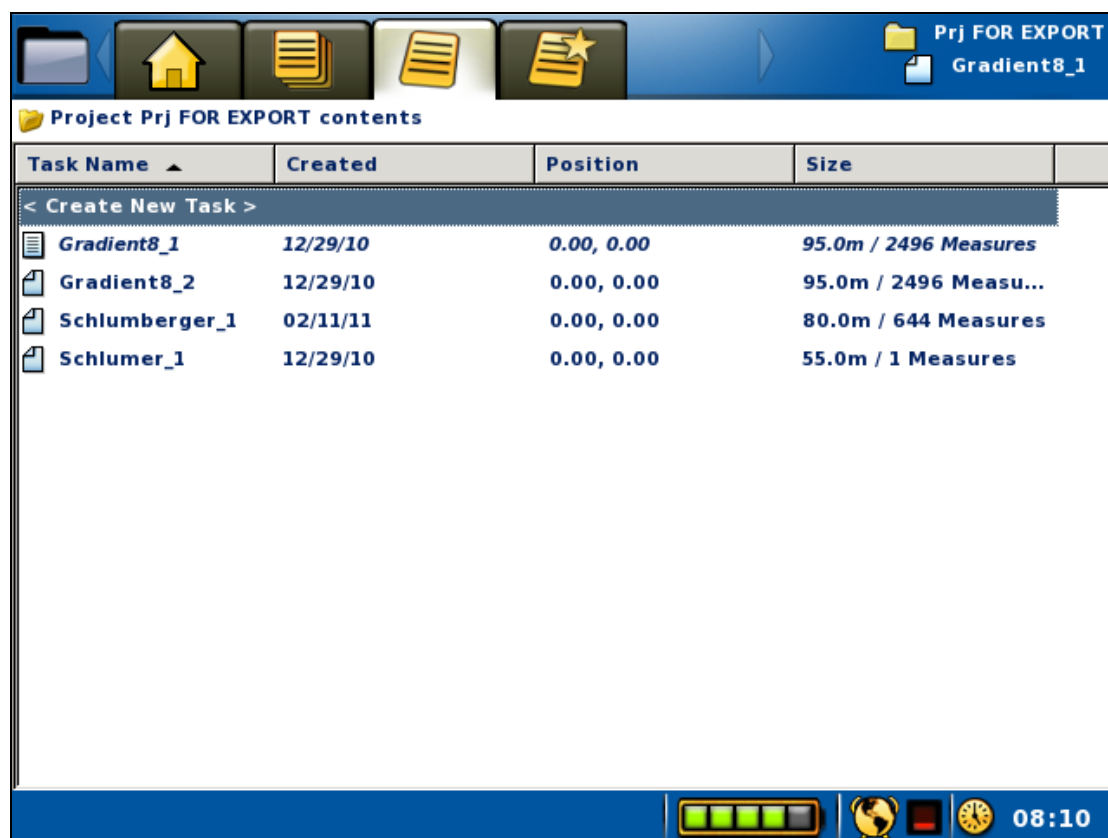 Prj FOR EXPORT
Gradient8_1
Project Prj FOR EXPORT contents
Task Name Created Position Size
< Create New Task >
Gradient8_1 12/29/10 0.00, 0.00 95.0m / 2496 Measures
Gradient8_2 12/29/10 0.00, 0.00 95.0m / 2496 Measu...
Schlumberger_1 02/11/11 0.00, 0.00 80.0m / 644 Measures
Schlumer_1 12/29/10 0.00, 0.00 55.0m / 1 Measures
08:10